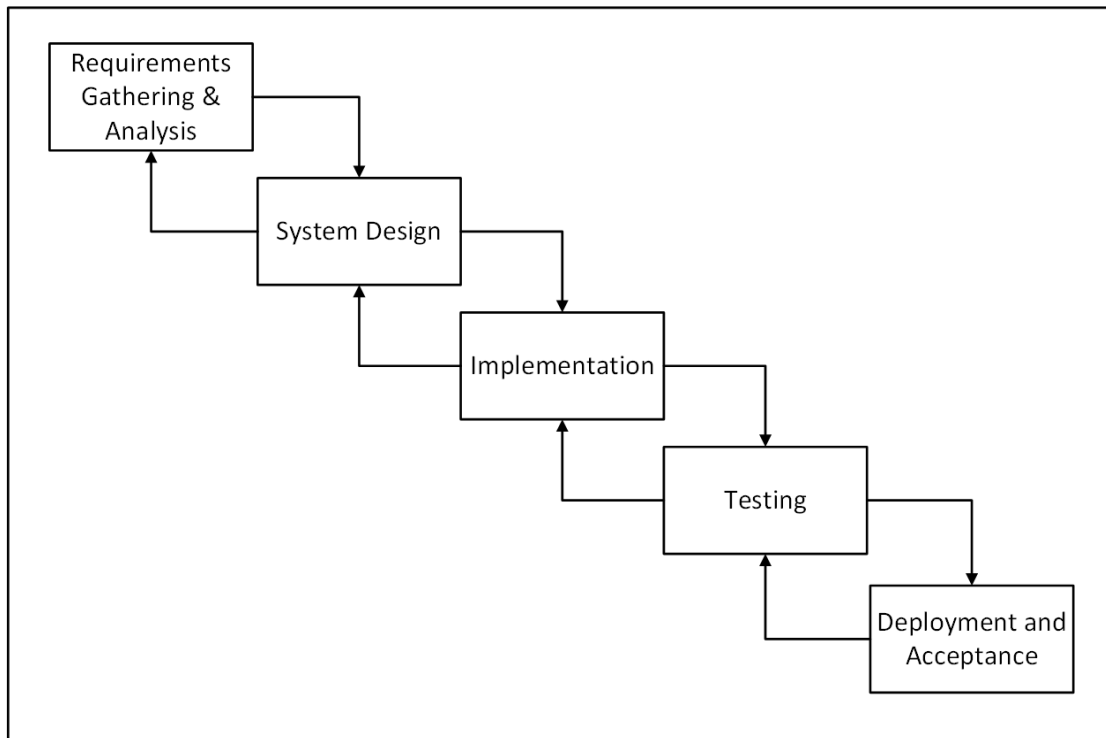 Requirements
Gathering &
Analysis
System Design
Implementation
Testing
Deployment and
Acceptance